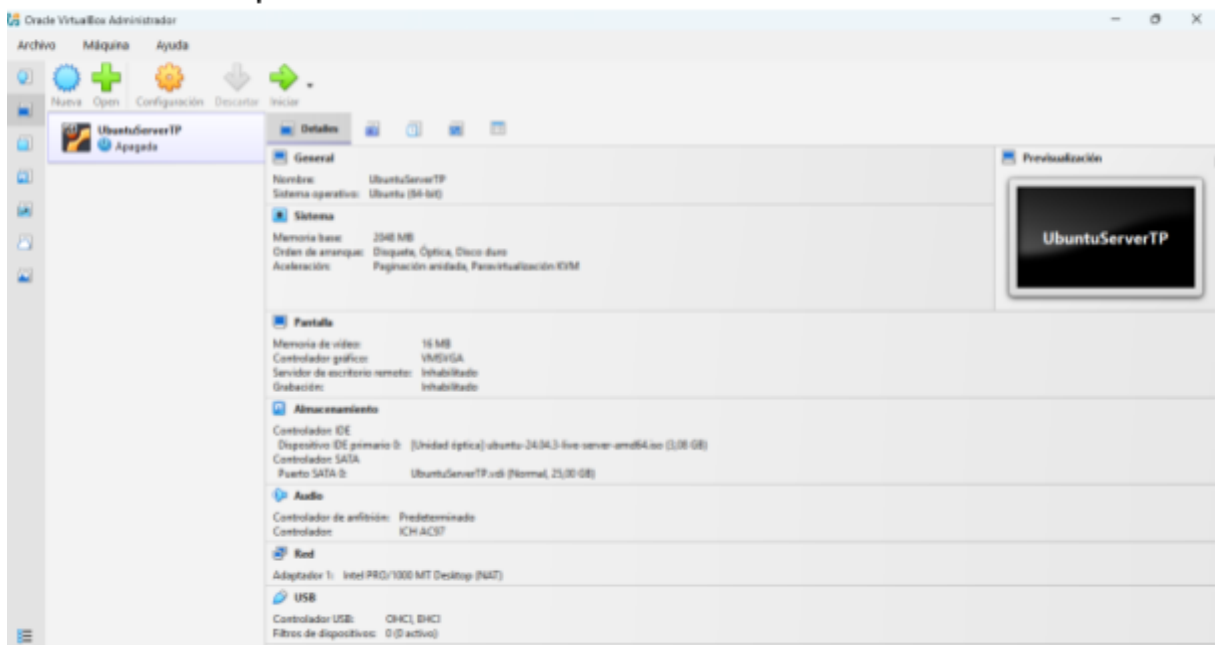 Oracle VirtualBox Administrador
Archivo Máquina Ayuda
Nueva Open Configuración Descartar Iniciar
UbuntuServerTP
Apagada
Detalles
General
Nombre: UbuntuServerTP
Sistema operativo: Ubuntu (64-bit)
Previsualización
UbuntuServerTP
Sistema
Memoria base: 2048 MB
Orden de arranque: Disquete, Óptica, Disco duro
Aceleración: Paginación anidada, Paravirtualización KVM
Pantalla
Memoria de vídeo: 16 MB
Controlador gráfico: VMSVGA
Servidor de escritorio remoto: Inhabilitado
Grabación: Inhabilitado
Almacenamiento
Controlador: IDE
Dispositivo IDE primario 0: [Unidad óptica] ubuntu-24.04.3-live-server-amd64.iso (3,08 GB)
Controlador: SATA
Puerto SATA 0: UbuntuServerTP.vdi (Normal, 25,00 GB)
Audio
Controlador de anfitrión: Predeterminado
Controlador: ICH AC97
Red
Adaptador 1: Intel PRO/1000 MT Desktop (NAT)
USB
Controlador USB: OHCI, EHCI
Filtros de dispositivos: 0 (0 activo)